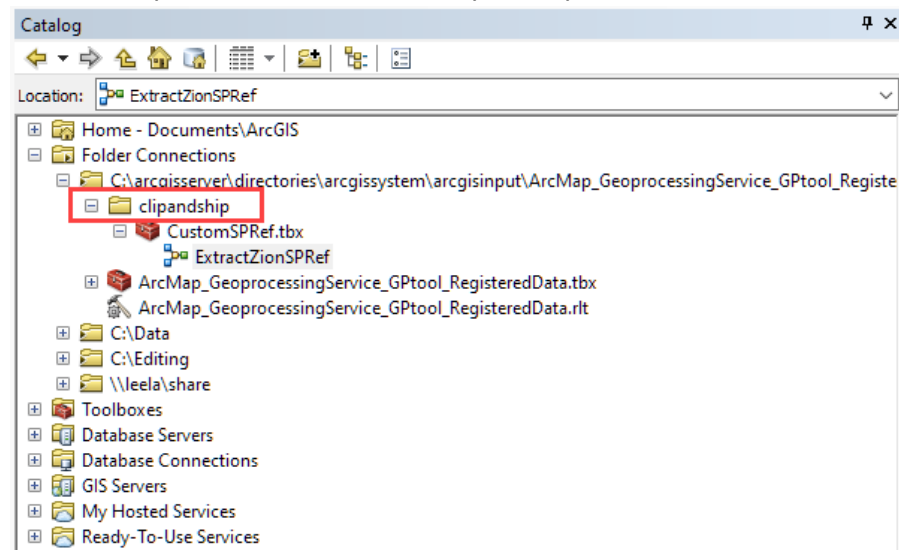 Catalog
Location: ExtractZionSPRef
Home - Documents\ArcGIS
Folder Connections
C:\arcgisserver\directories\arcgissystem\arcgisinput\ArcMap_GeoprocessingService_GPtool_Registe
clipandship
CustomSPRef.tbx
ExtractZionSPRef
ArcMap_GeoprocessingService_GPtool_RegisteredData.tbx
ArcMap_GeoprocessingService_GPtool_RegisteredData.rlt
C:\Data
C:\Editing
\\leela\share
Toolboxes
Database Servers
Database Connections
GIS Servers
My Hosted Services
Ready-To-Use Services